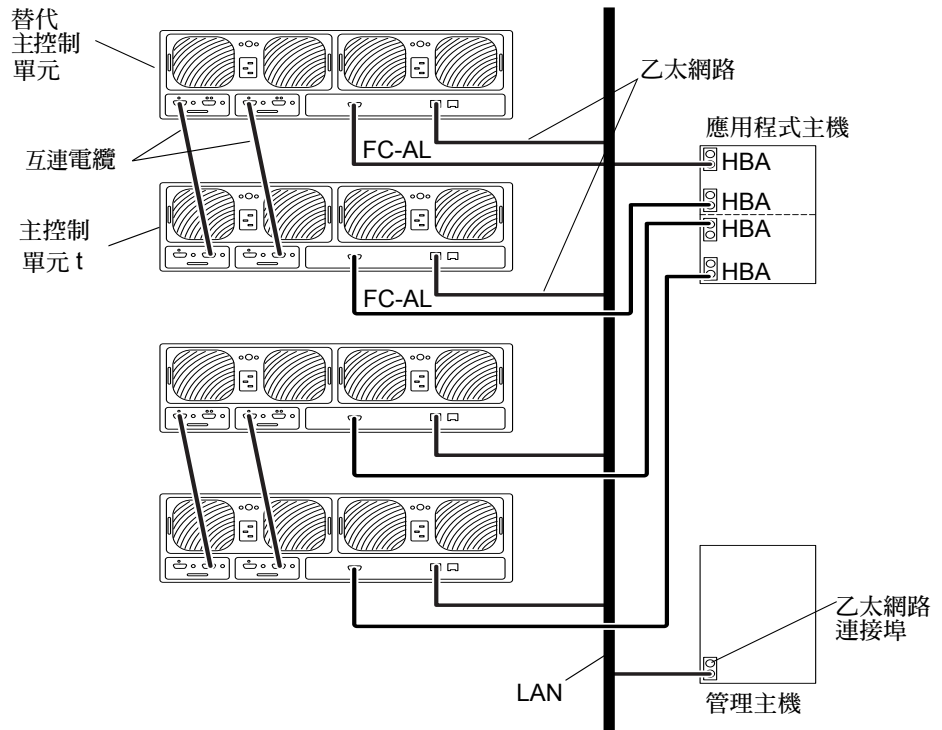 替代
主控制
單元
乙太網路
應用程式主機
FC-AL
HBA
互連電纜
HBA
HBA
主控制
單元 t
HBA
FC-AL
乙太網路
連接埠
LAN
管理主機